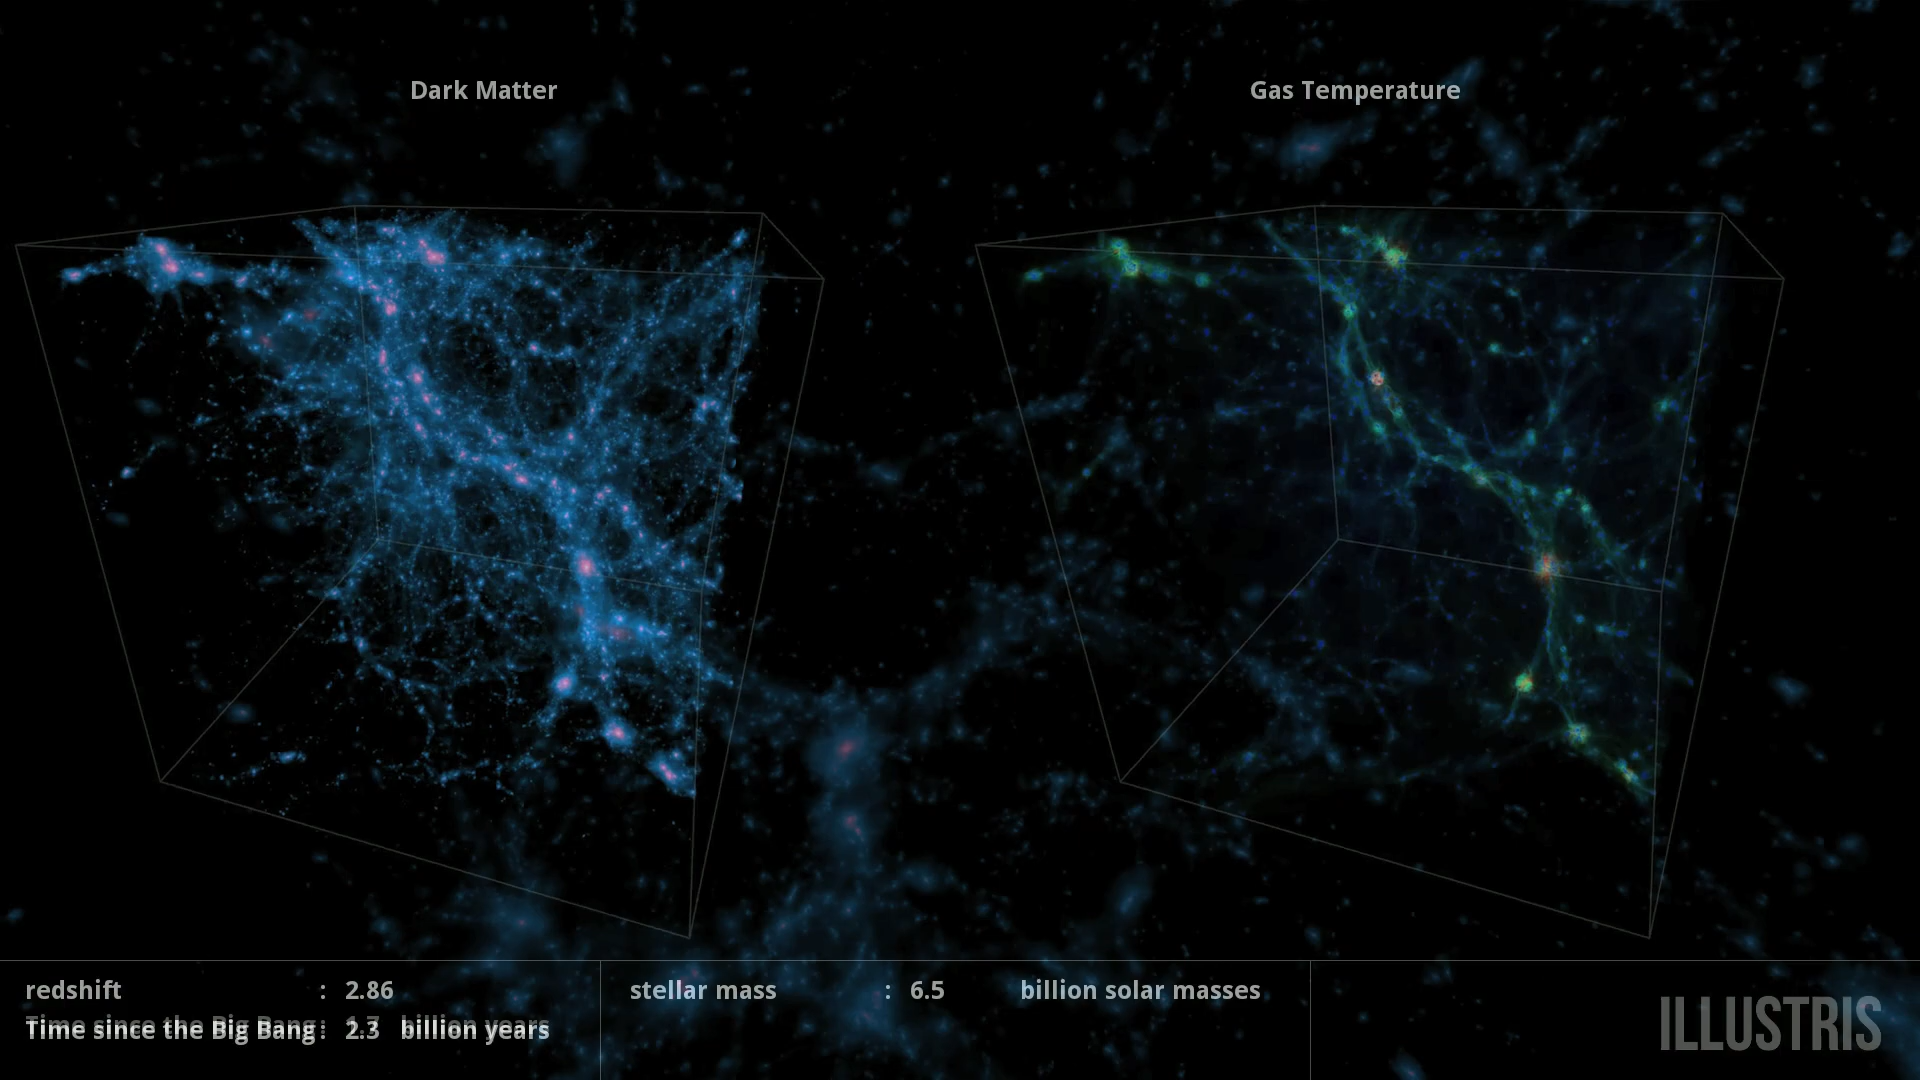 Dark Matter
Gas Temperature
redshift : 2.86
Time since the Big Bang : 2.3 billion years
stellar mass : 6.5 billion solar masses
ILLUSTRIS